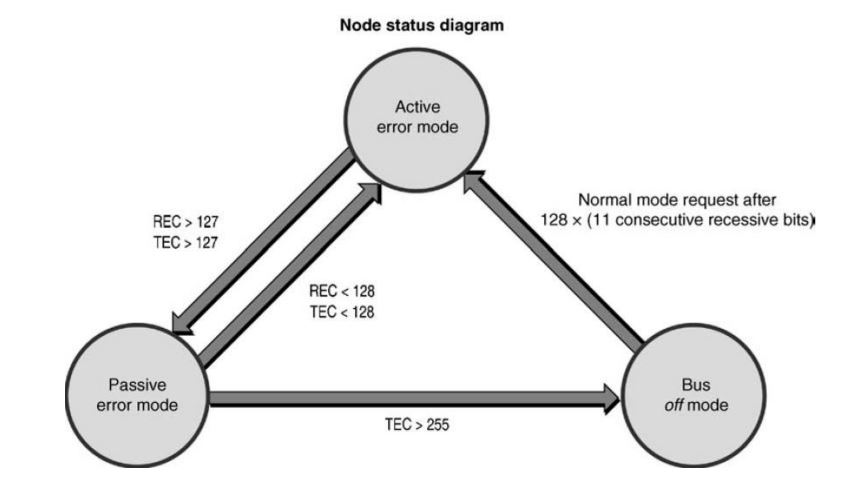 Node status diagram
Active
error mode
Normal mode request after
128 × (11 consecutive recessive bits)
REC > 127
TEC > 127
REC < 128
TEC < 128
Passive
error mode
Bus
off mode
TEC > 255